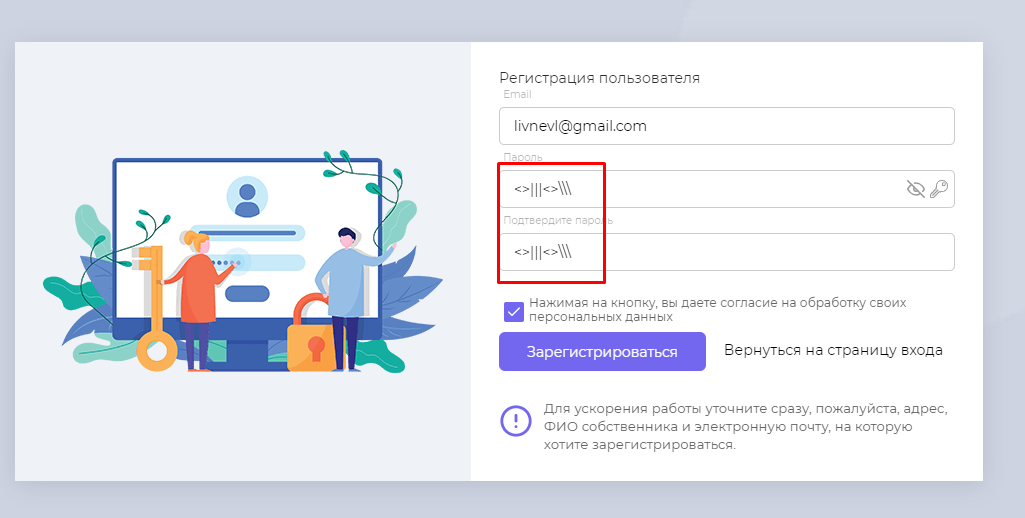 Регистрация пользователя
Email
livnevl@gmail.com
Пароль
<>|||<>\\\
Подтвердите пароль
<>|||<>\\\
Нажимая на кнопку, вы даете согласие на обработку своих
персональных данных
Зарегистрироваться
Вернуться на страницу входа
Для ускорения работы уточните сразу, пожалуйста, адрес,
ФИО собственника и электронную почту, на которую
хотите зарегистрироваться.